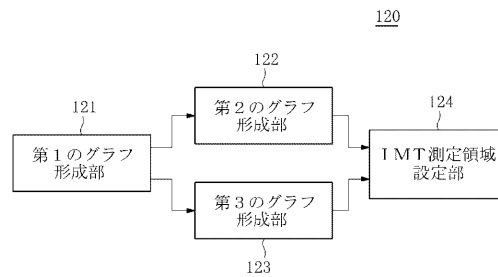 120
121
第1のグラフ
形成部
122
第2のグラフ
形成部
第3のグラフ
形成部
123
124
IMT測定領域
設定部